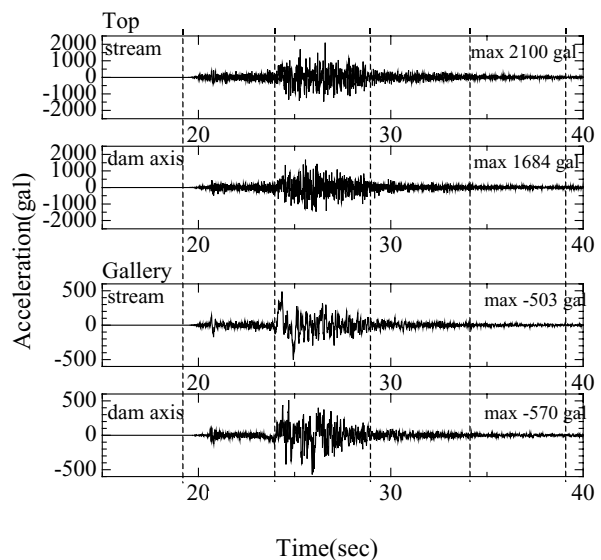 Top
stream
max 2100 gal
2000
1000
0
-1000
-2000
20
30
40
dam axis
max 1684 gal
2000
1000
0
-1000
-2000
20
30
40
Acceleration(gal)
Gallery
stream
max -503 gal
500
0
-500
20
30
40
dam axis
max -570 gal
500
0
-500
20
30
40
Time(sec)